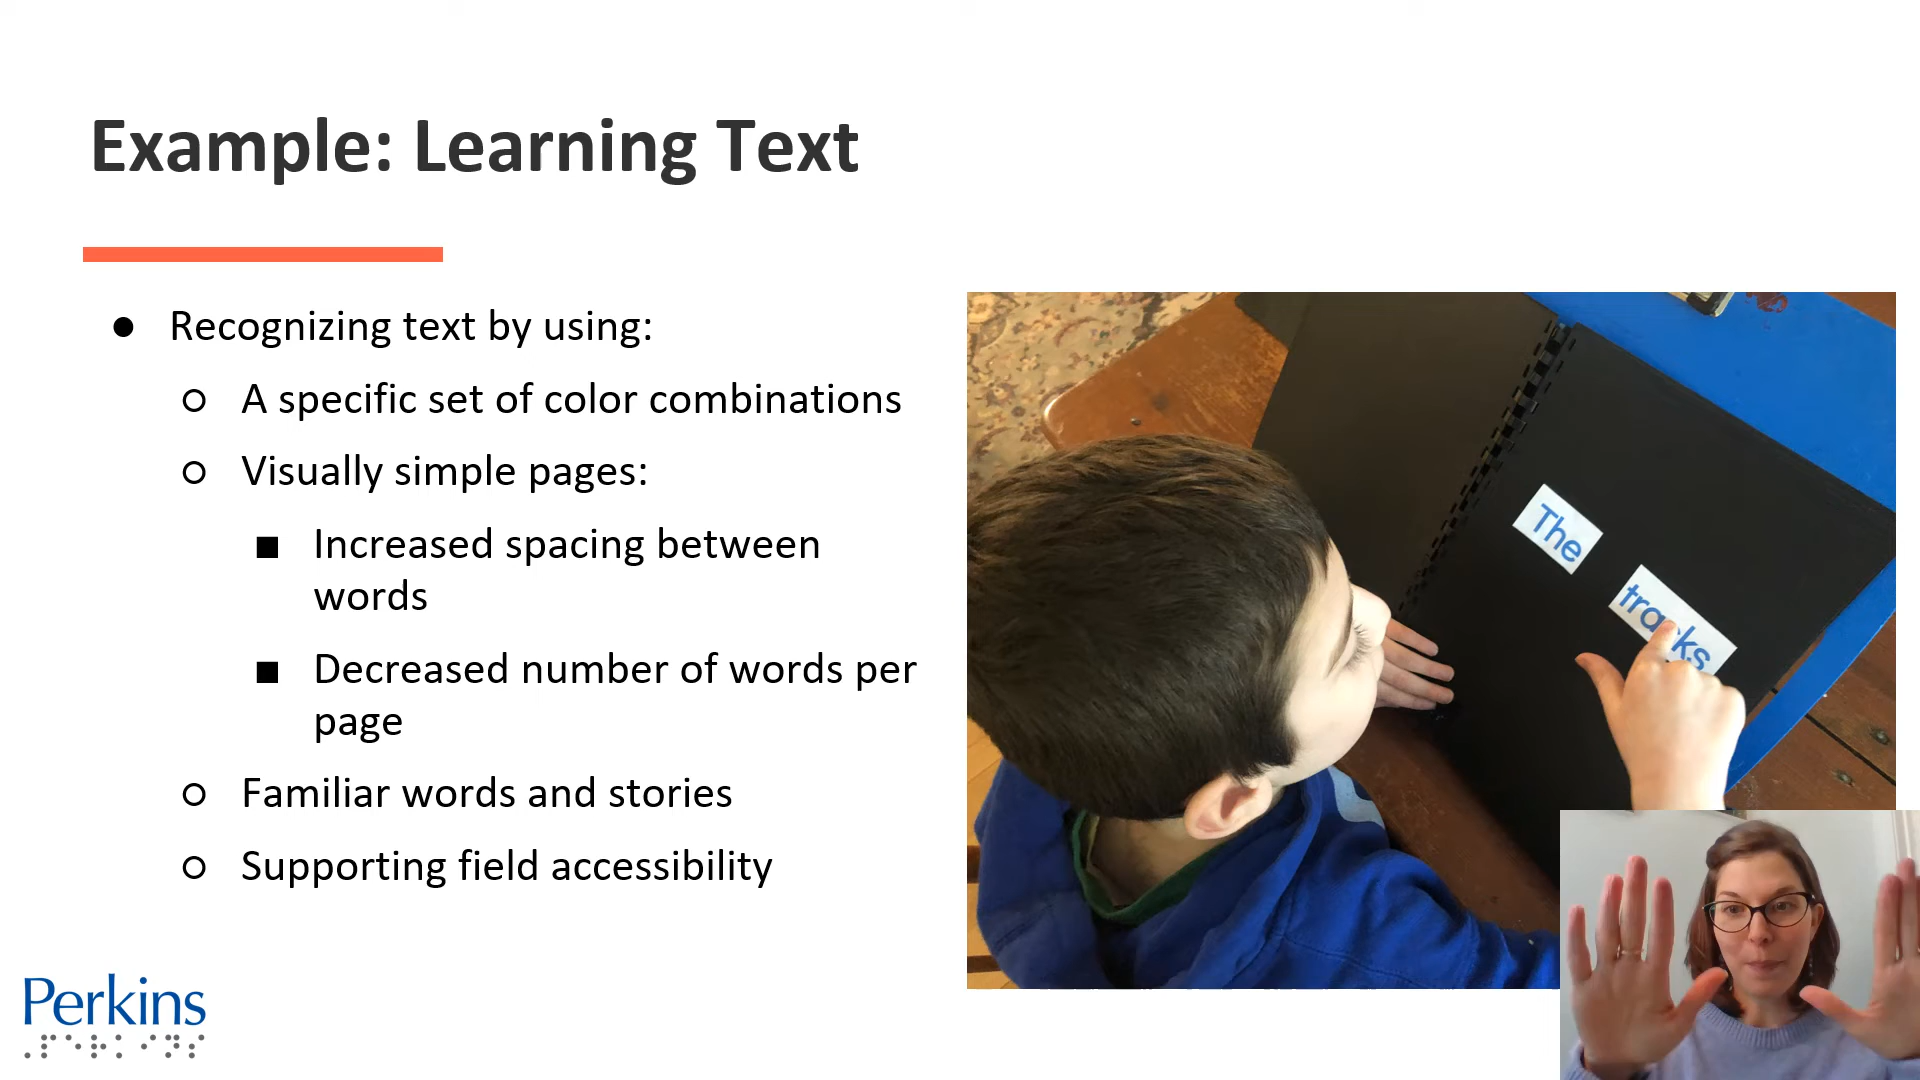 Example: Learning Text
● Recognizing text by using:
○ A specific set of color combinations
○ Visually simple pages:
■ Increased spacing between
words
■ Decreased number of words per
page
○ Familiar words and stories
○ Supporting field accessibility
The
tracks
Perkins